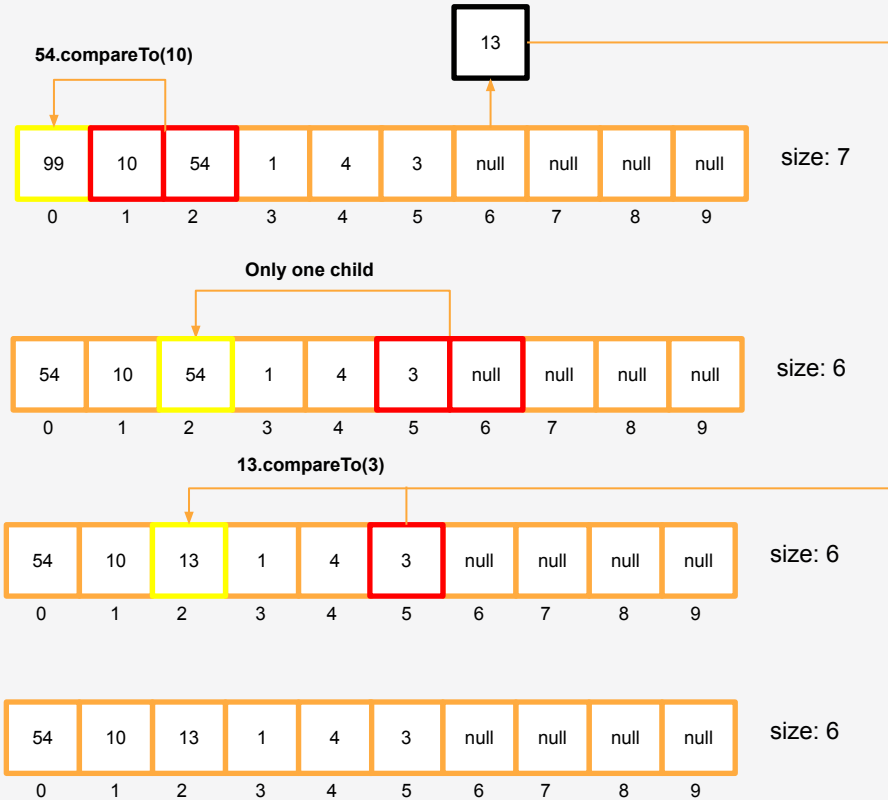 13
54.compareTo(10)
99 10 54 1 4 3 null null null null size: 7
0 1 2 3 4 5 6 7 8 9
Only one child
54 10 54 1 4 3 null null null null size: 6
0 1 2 3 4 5 6 7 8 9
13.compareTo(3)
54 10 13 1 4 3 null null null null size: 6
0 1 2 3 4 5 6 7 8 9
54 10 13 1 4 3 null null null null size: 6
0 1 2 3 4 5 6 7 8 9